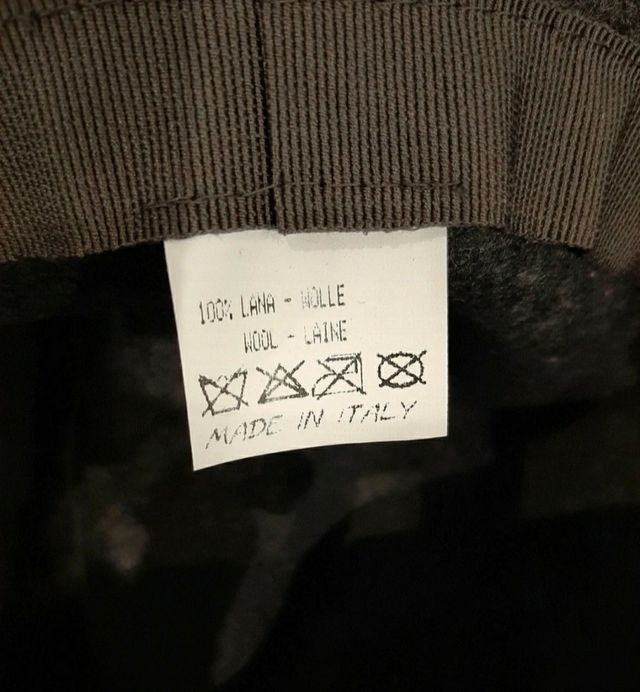 100% LANA - WOLLE
WOOL - LAINE
MADE IN ITALY